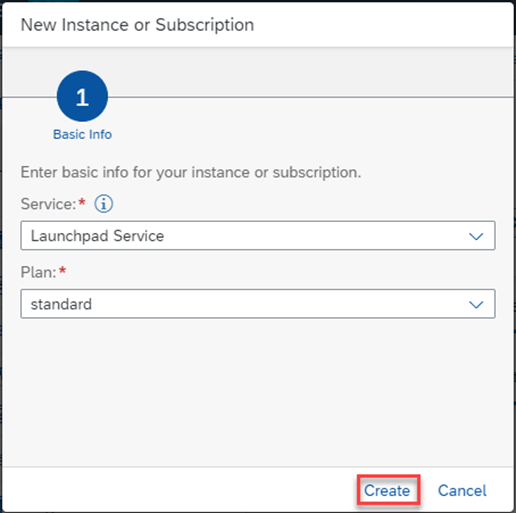 New Instance or Subscription
1
Basic Info
Enter basic info for your instance or subscription.
Service:*
Launchpad Service
Plan:*
standard
Create Cancel